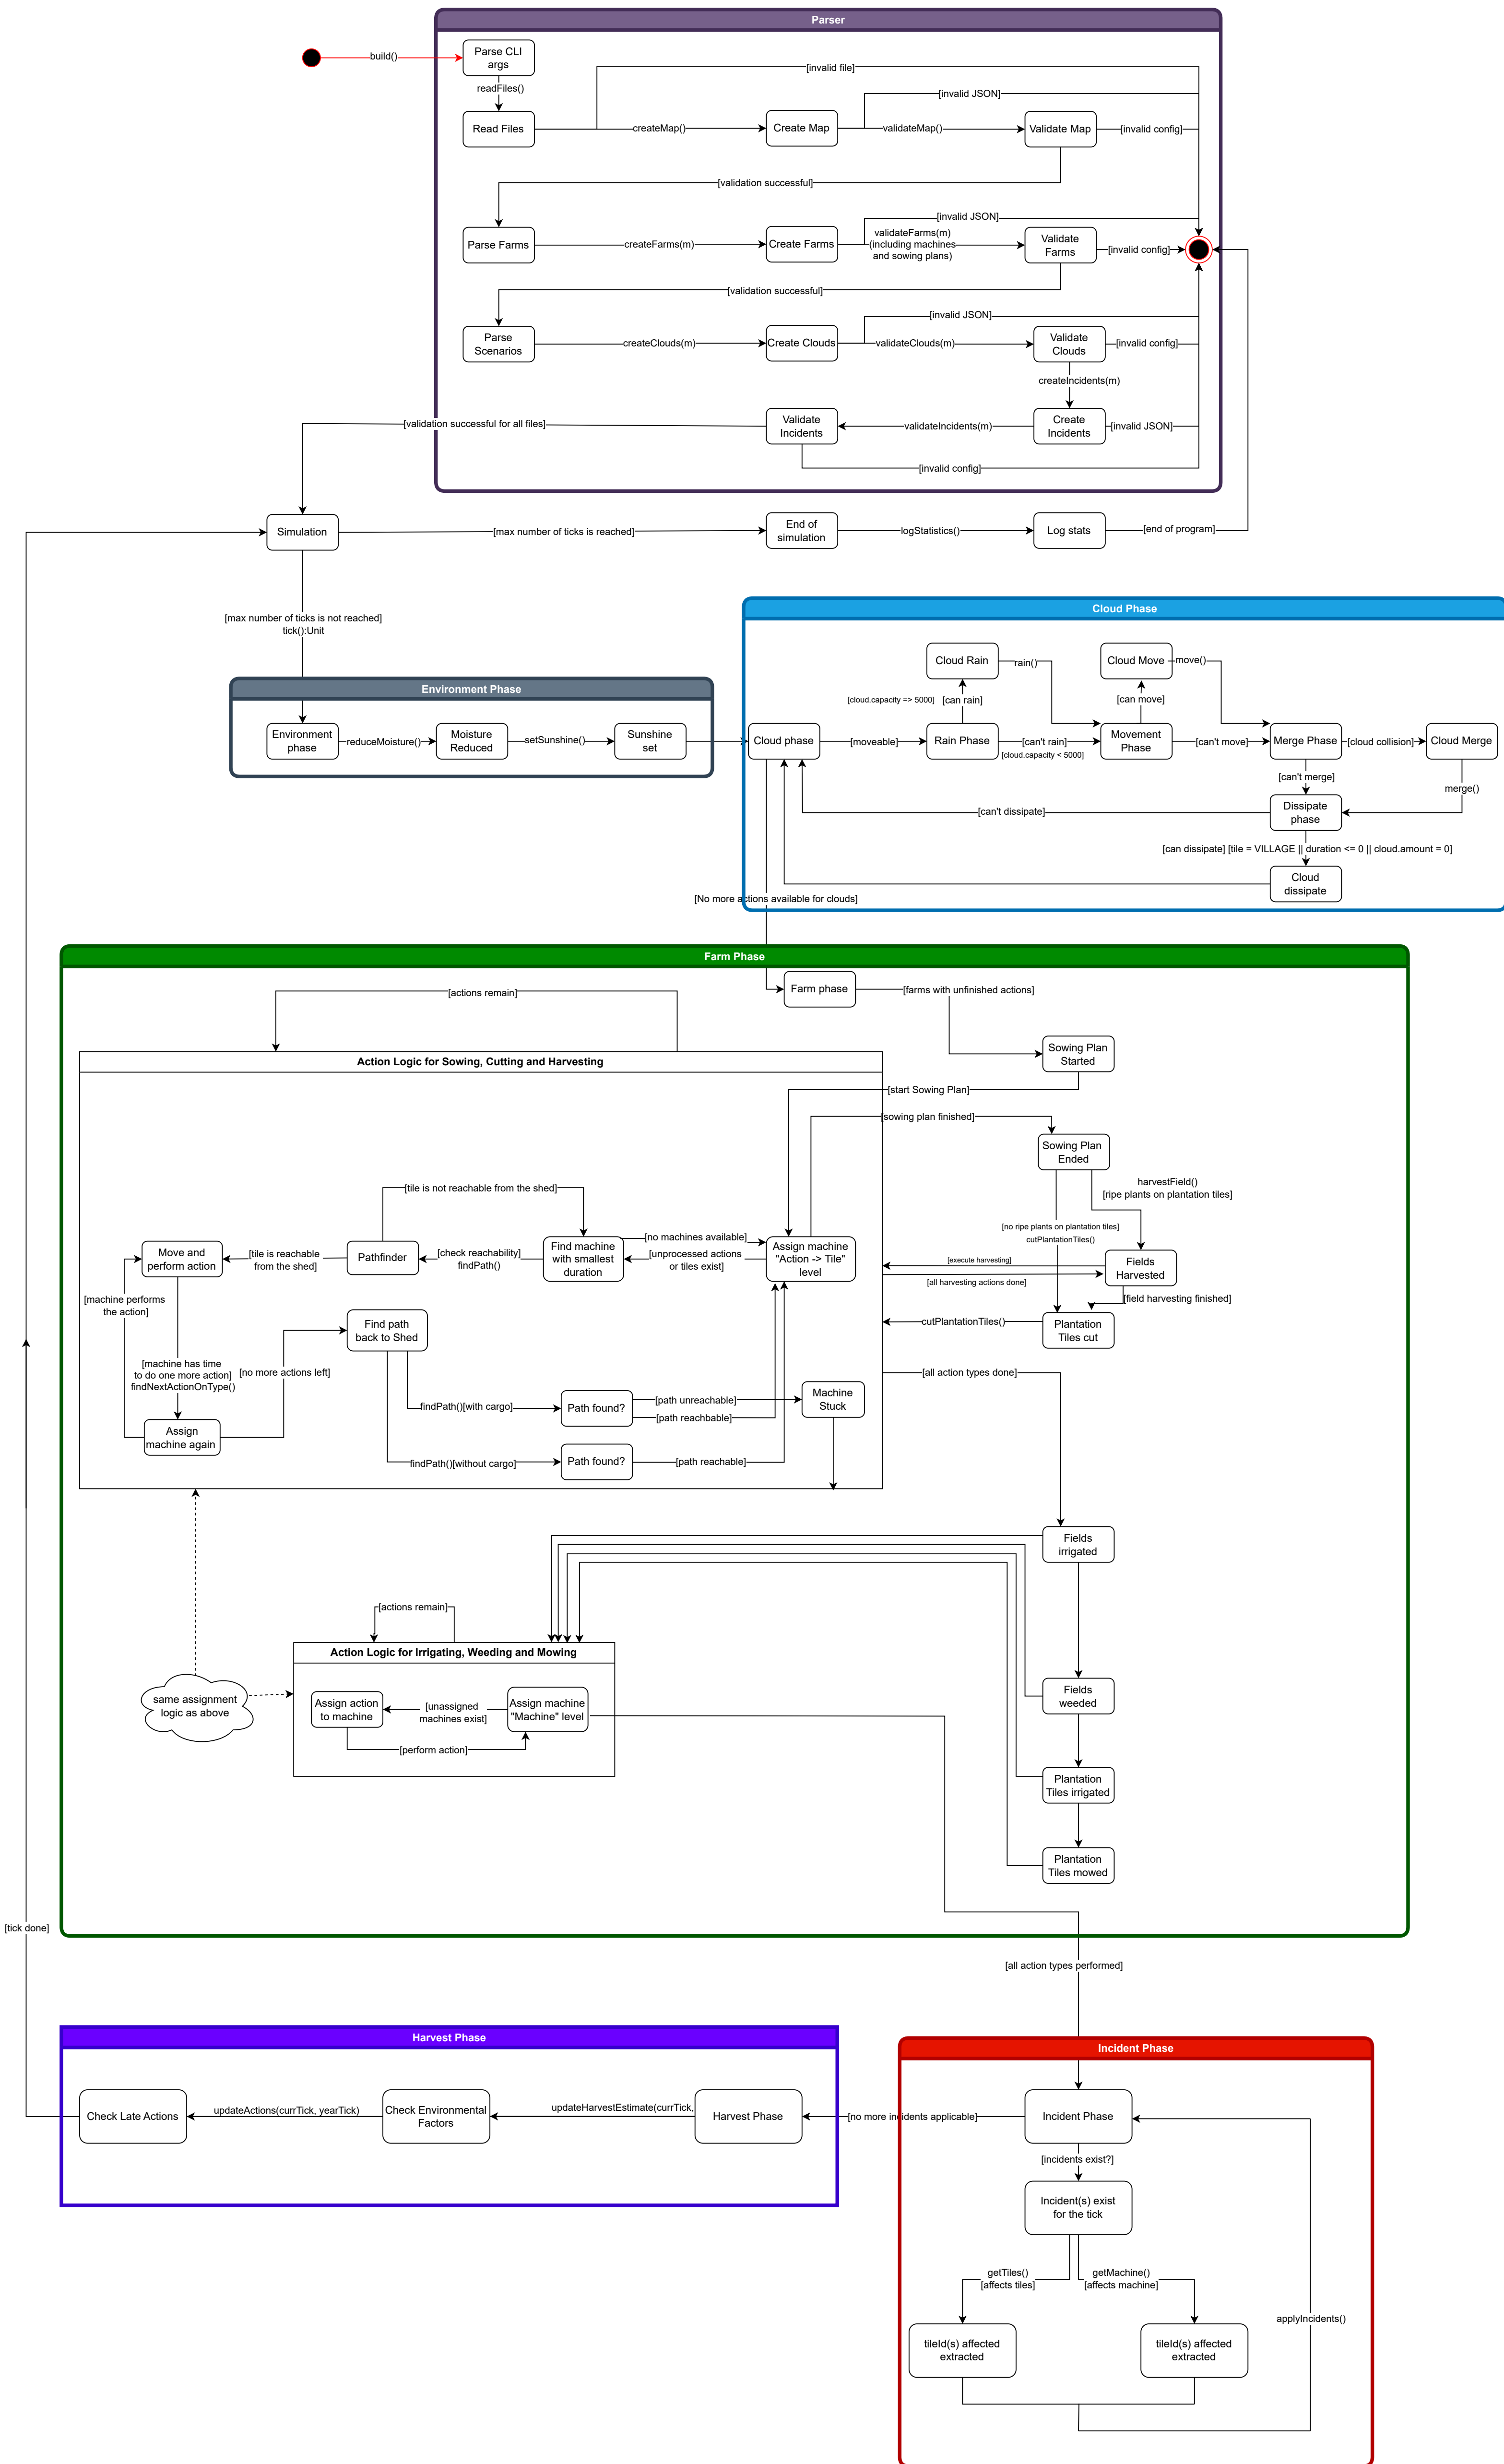 Parser
build()
Parse CLI
args
readFiles()
[invalid file]
[invalid JSON]
Read Files
createMap()
Create Map
validateMap()
Validate Map
[invalid config]
[validation successful]
[invalid JSON]
Parse Farms
createFarms(m)
Create Farms
validateFarms(m)
(including machines
and sowing plans)
Validate
Farms
[invalid config]
[validation successful]
[invalid JSON]
Parse
Scenarios
createClouds(m)
Create Clouds
validateClouds(m)
Validate
Clouds
[invalid config]
createIncidents(m)
[validation successful for all files]
Validate
Incidents
validateIncidents(m)
Create
Incidents
[invalid JSON]
[invalid config]
Simulation
[max number of ticks is reached]
End of
simulation
logStatistics()
Log stats
[end of program]
[max number of ticks is not reached]
tick():Unit
Environment Phase
Environment
phase
reduceMoisture()
Moisture
Reduced
setSunshine()
Sunshine
set
Cloud Phase
Cloud Rain
rain()
Cloud Move
move()
[cloud.capacity => 5000]
[can rain]
[can move]
Cloud phase
[moveable]
Rain Phase
[can't rain]
[cloud.capacity < 5000]
Movement
Phase
[can't move]
Merge Phase
[cloud collision]
Cloud Merge
[can't merge]
merge()
[can't dissipate]
Dissipate
phase
[can dissipate] [tile = VILLAGE || duration <= 0 || cloud.amount = 0]
Cloud
dissipate
[No more actions available for clouds]
Farm Phase
Farm phase
[farms with unfinished actions]
[actions remain]
Sowing Plan
Started
Action Logic for Sowing, Cutting and Harvesting
[start Sowing Plan]
[sowing plan finished]
Sowing Plan
Ended
harvestField()
[ripe plants on plantation tiles]
[tile is not reachable from the shed]
[no ripe plants on plantation tiles]
cutPlantationTiles()
Move and
perform action
[tile is reachable
from the shed]
Pathfinder
[check reachability]
findPath()
Find machine
with smallest
duration
[no machines available]
[unprocessed actions
or tiles exist]
Assign machine
"Action -> Tile"
level
[execute harvesting]
[all harvesting actions done]
Fields
Harvested
[field harvesting finished]
[machine performs
the action]
Find path
back to Shed
cutPlantationTiles()
Plantation
Tiles cut
[machine has time
to do one more action]
findNextActionOnType()
[no more actions left]
[all action types done]
Machine
Stuck
findPath()[with cargo]
Path found?
[path unreachable]
[path reachbable]
Assign
machine again
findPath()[without cargo]
Path found?
[path reachable]
Fields
irrigated
[actions remain]
Action Logic for Irrigating, Weeding and Mowing
same assignment
logic as above
Assign action
to machine
[unassigned
machines exist]
Assign machine
"Machine" level
[perform action]
Fields
weeded
Plantation
Tiles irrigated
Plantation
Tiles mowed
[tick done]
[all action types performed]
Harvest Phase
Incident Phase
Check Late Actions
updateActions(currTick, yearTick)
Check Environmental
Factors
updateHarvestEstimate(currTick,
Harvest Phase
[no more incidents applicable]
Incident Phase
[incidents exist?]
Incident(s) exist
for the tick
getTiles()
[affects tiles]
getMachine()
[affects machine]
applyIncidents()
tileId(s) affected
extracted
tileId(s) affected
extracted